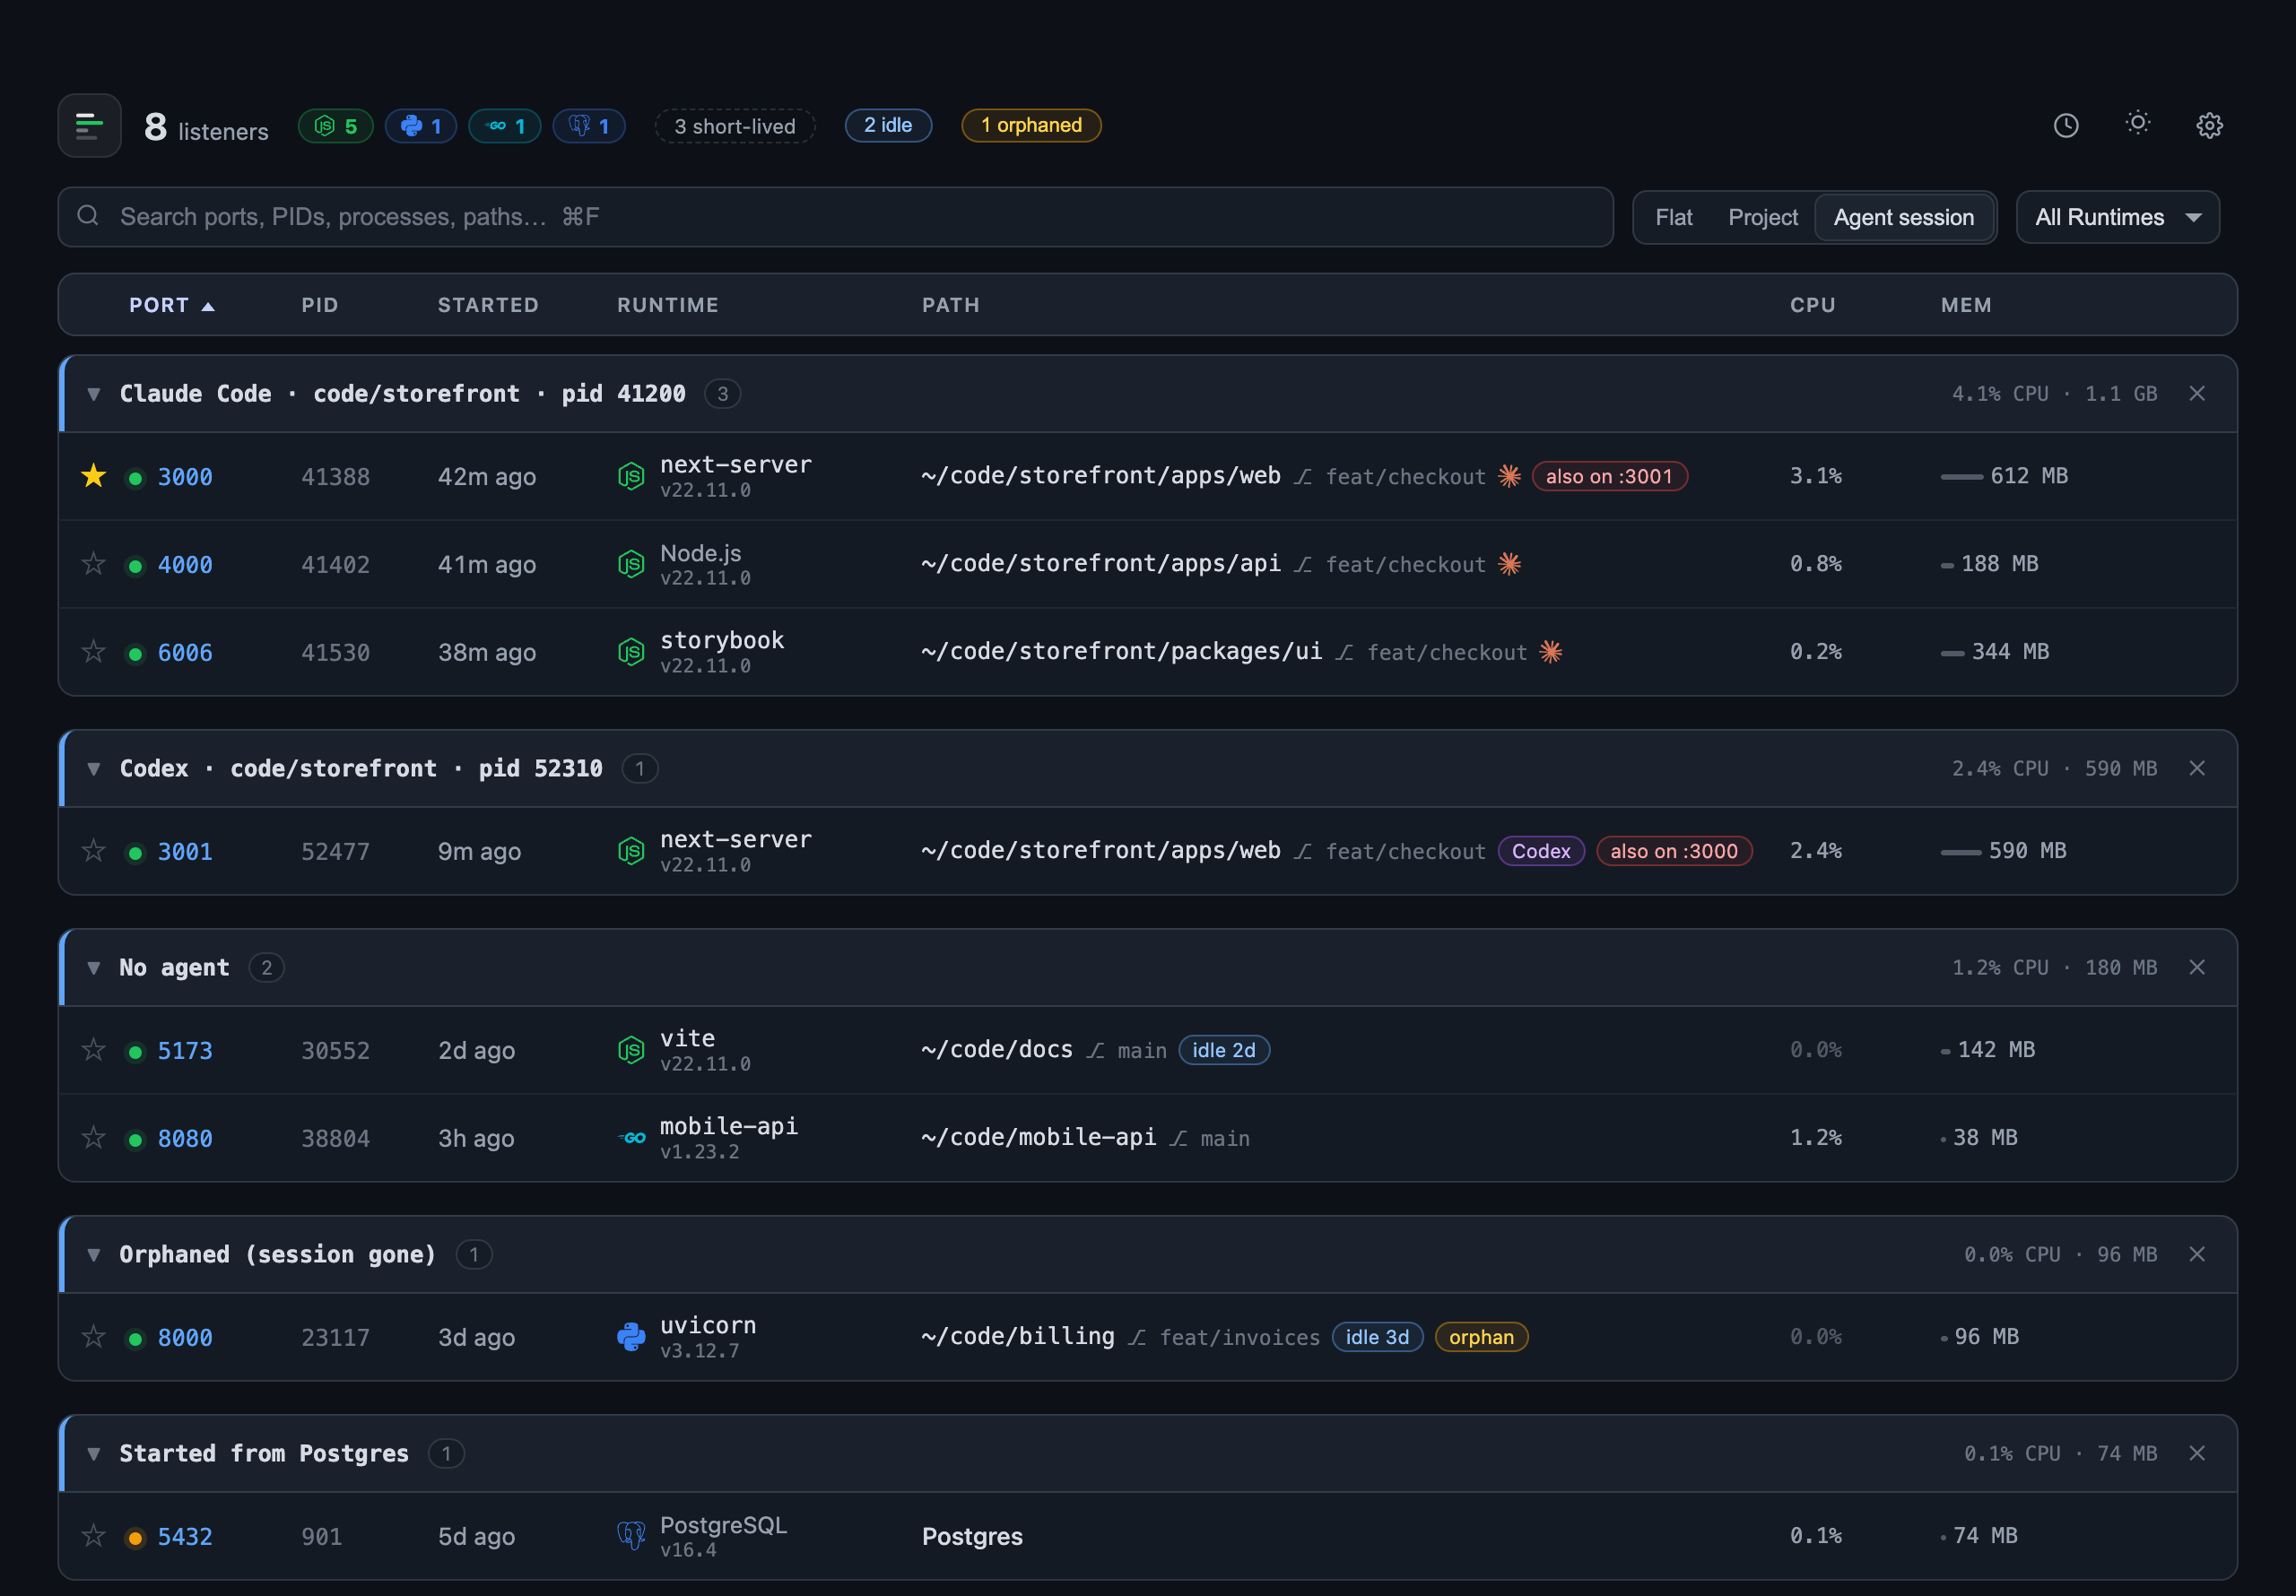 8 listeners JS 5 1 GO 1 1 3 short-lived 2 idle 1 orphaned
Search ports, PIDs, processes, paths... ⌘F Flat Project Agent session All Runtimes
PORT PID STARTED RUNTIME PATH CPU MEM
Claude Code · code/storefront · pid 41200 3 4.1% CPU · 1.1 GB
3000 41388 42m ago JS next-server ~/code/storefront/apps/web feat/checkout also on :3001 3.1% 612 MB
v22.11.0
4000 41402 41m ago JS Node.js ~/code/storefront/apps/api feat/checkout 0.8% 188 MB
v22.11.0
6006 41530 38m ago JS storybook ~/code/storefront/packages/ui feat/checkout 0.2% 344 MB
v22.11.0
Codex · code/storefront · pid 52310 1 2.4% CPU · 590 MB
3001 52477 9m ago JS next-server ~/code/storefront/apps/web feat/checkout Codex also on :3000 2.4% 590 MB
v22.11.0
No agent 2 1.2% CPU · 180 MB
5173 30552 2d ago JS vite ~/code/docs main idle 2d 0.0% 142 MB
v22.11.0
8080 38804 3h ago GO mobile-api ~/code/mobile-api main 1.2% 38 MB
v1.23.2
Orphaned (session gone) 1 0.0% CPU · 96 MB
8000 23117 3d ago uvicorn ~/code/billing feat/invoices idle 3d orphan 0.0% 96 MB
v3.12.7
Started from Postgres 1 0.1% CPU · 74 MB
5432 901 5d ago PostgreSQL Postgres 0.1% 74 MB
v16.4